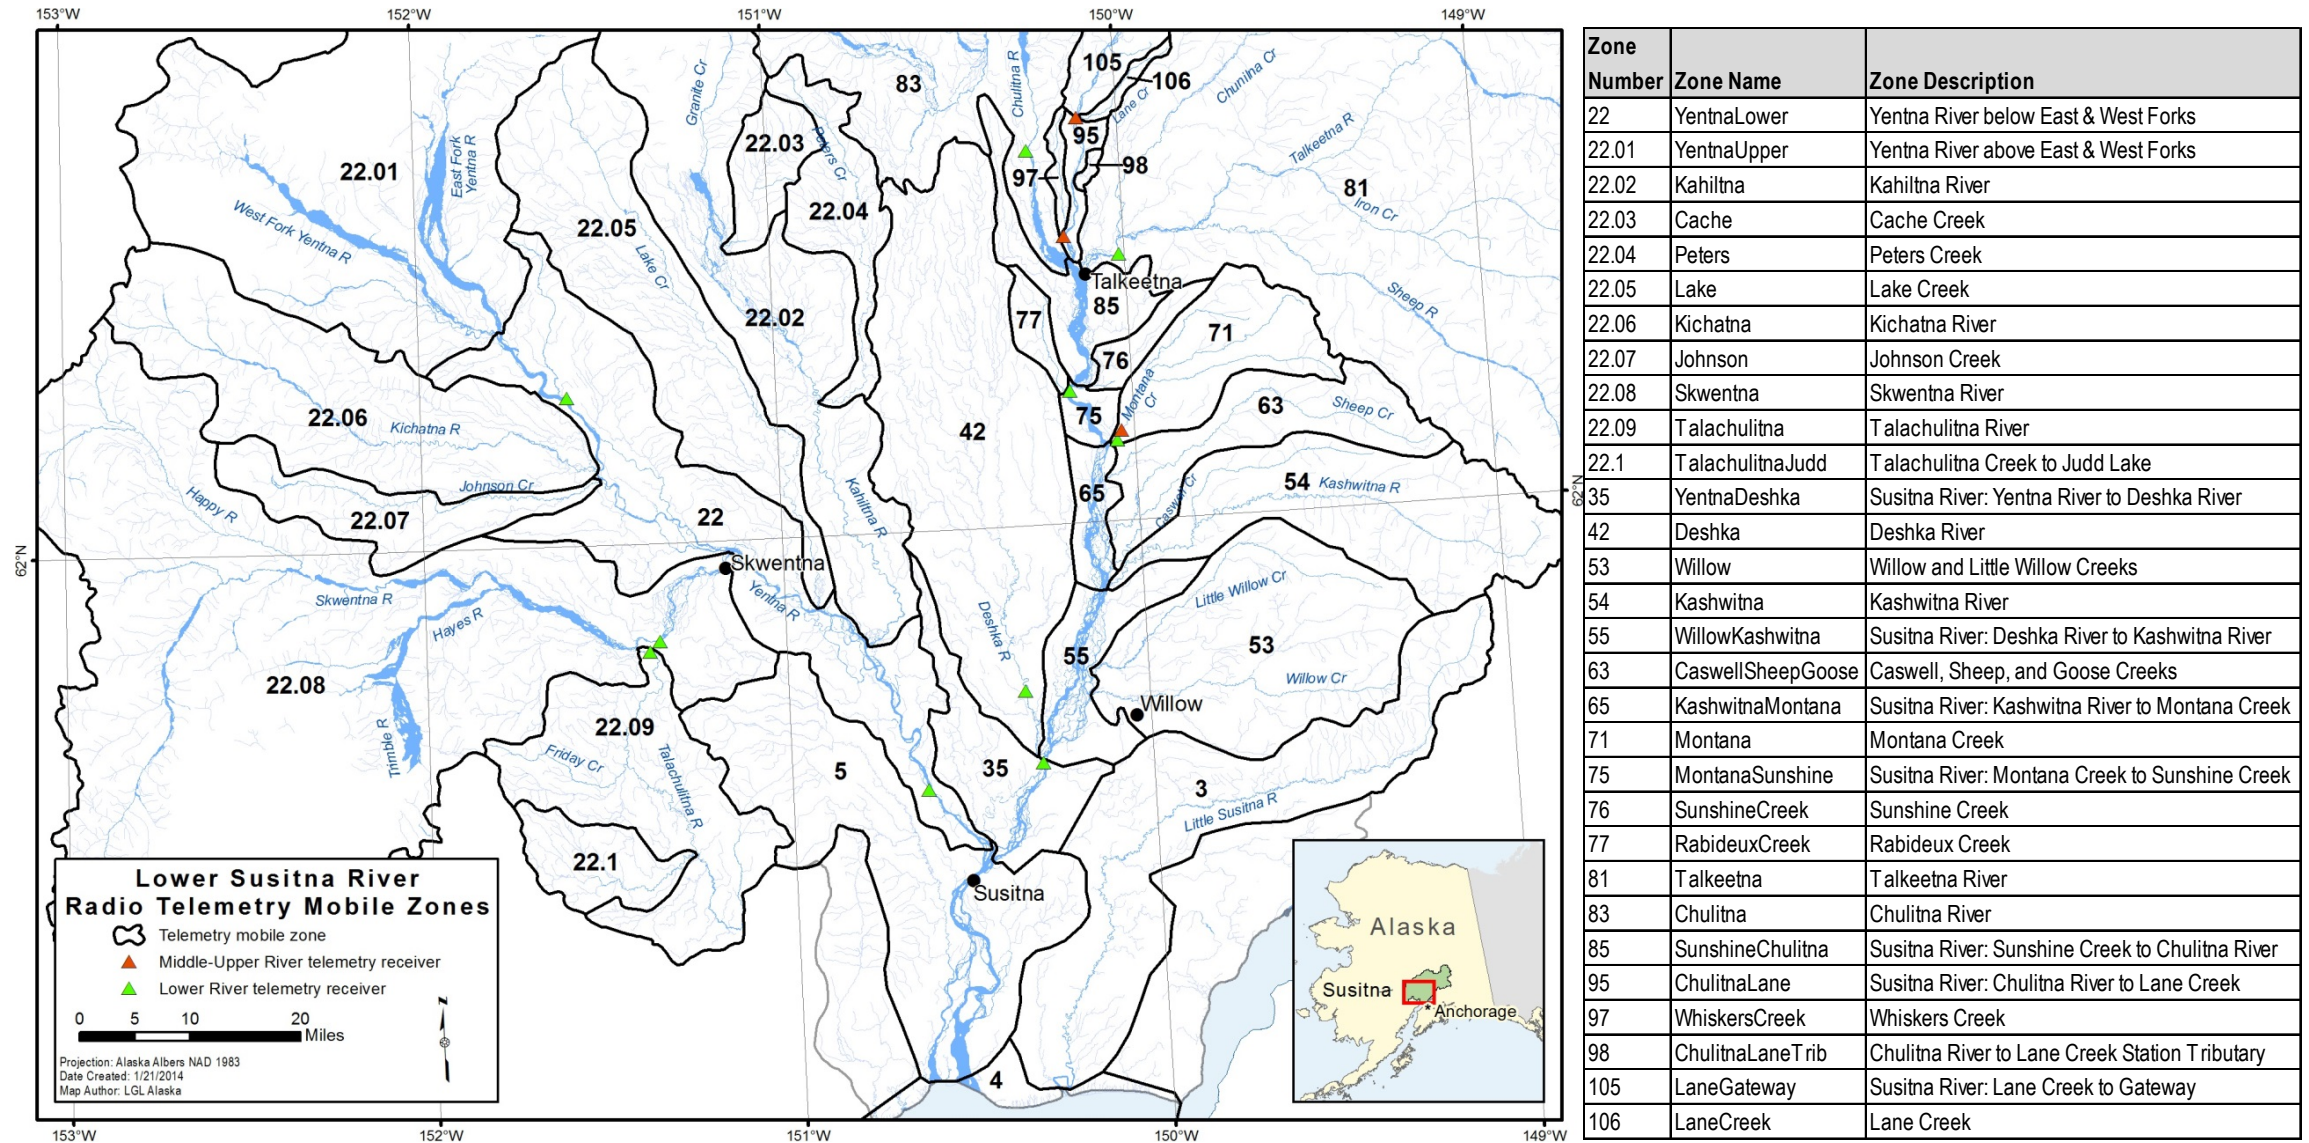 153°W
152°W
151°W
150°W
149°W
105
106
83
Chulitna R
Chunilna Cr
Granite Cr
Lane Cr
95
98
97
22.03
Peters Cr
22.04
22.01
East Fork
Yentna R
West Fork Yentna R
22.05
Lake Cr
Talkeetna R
81
Iron Cr
Sheep R
Talkeetna
85
77
76
71
22.02
22.06
Kichatna R
42
75
Montana
Cr
63
Sheep Cr
Johnson Cr
22.07
Happy R
22
Kahiltna R
65
Caswell Cr
54
Kashwitna R
62°N
62°N
Skwentna
Yentna R
Skwentna R
Hayes R
Deshka R
Little Willow Cr
53
55
Willow Cr
Willow
22.08
Trimble R
22.09
Friday Cr
Talachulitna R
5
35
3
Little Susitna R
22.1
Susitna
4
Lower Susitna River
Radio Telemetry Mobile Zones
Telemetry mobile zone
Middle-Upper River telemetry receiver
Lower River telemetry receiver
0 5 10 20
Miles
N
Projection: Alaska Albers NAD 1983
Date Created: 1/21/2014
Map Author: LGL Alaska
Alaska
Susitna
Anchorage
153°W
152°W
151°W
150°W
149°W
Zone
Number Zone Name Zone Description
22 YentnaLower Yentna River below East & West Forks
22.01 YentnaUpper Yentna River above East & West Forks
22.02 Kahiltna Kahiltna River
22.03 Cache Cache Creek
22.04 Peters Peters Creek
22.05 Lake Lake Creek
22.06 Kichatna Kichatna River
22.07 Johnson Johnson Creek
22.08 Skwentna Skwentna River
22.09 Talachulitna Talachulitna River
22.1 TalachulitnaJudd Talachulitna Creek to Judd Lake
35 YentnaDeshka Susitna River: Yentna River to Deshka River
42 Deshka Deshka River
53 Willow Willow and Little Willow Creeks
54 Kashwitna Kashwitna River
55 WillowKashwitna Susitna River: Deshka River to Kashwitna River
63 CaswellSheepGoose Caswell, Sheep, and Goose Creeks
65 KashwitnaMontana Susitna River: Kashwitna River to Montana Creek
71 Montana Montana Creek
75 MontanaSunshine Susitna River: Montana Creek to Sunshine Creek
76 SunshineCreek Sunshine Creek
77 RabideuxCreek Rabideux Creek
81 Talkeetna Talkeetna River
83 Chulitna Chulitna River
85 SunshineChulitna Susitna River: Sunshine Creek to Chulitna River
95 ChulitnaLane Susitna River: Chulitna River to Lane Creek
97 WhiskersCreek Whiskers Creek
98 ChulitnaLaneTrib Chulitna River to Lane Creek Station Tributary
105 LaneGateway Susitna River: Lane Creek to Gateway
106 LaneCreek Lane Creek